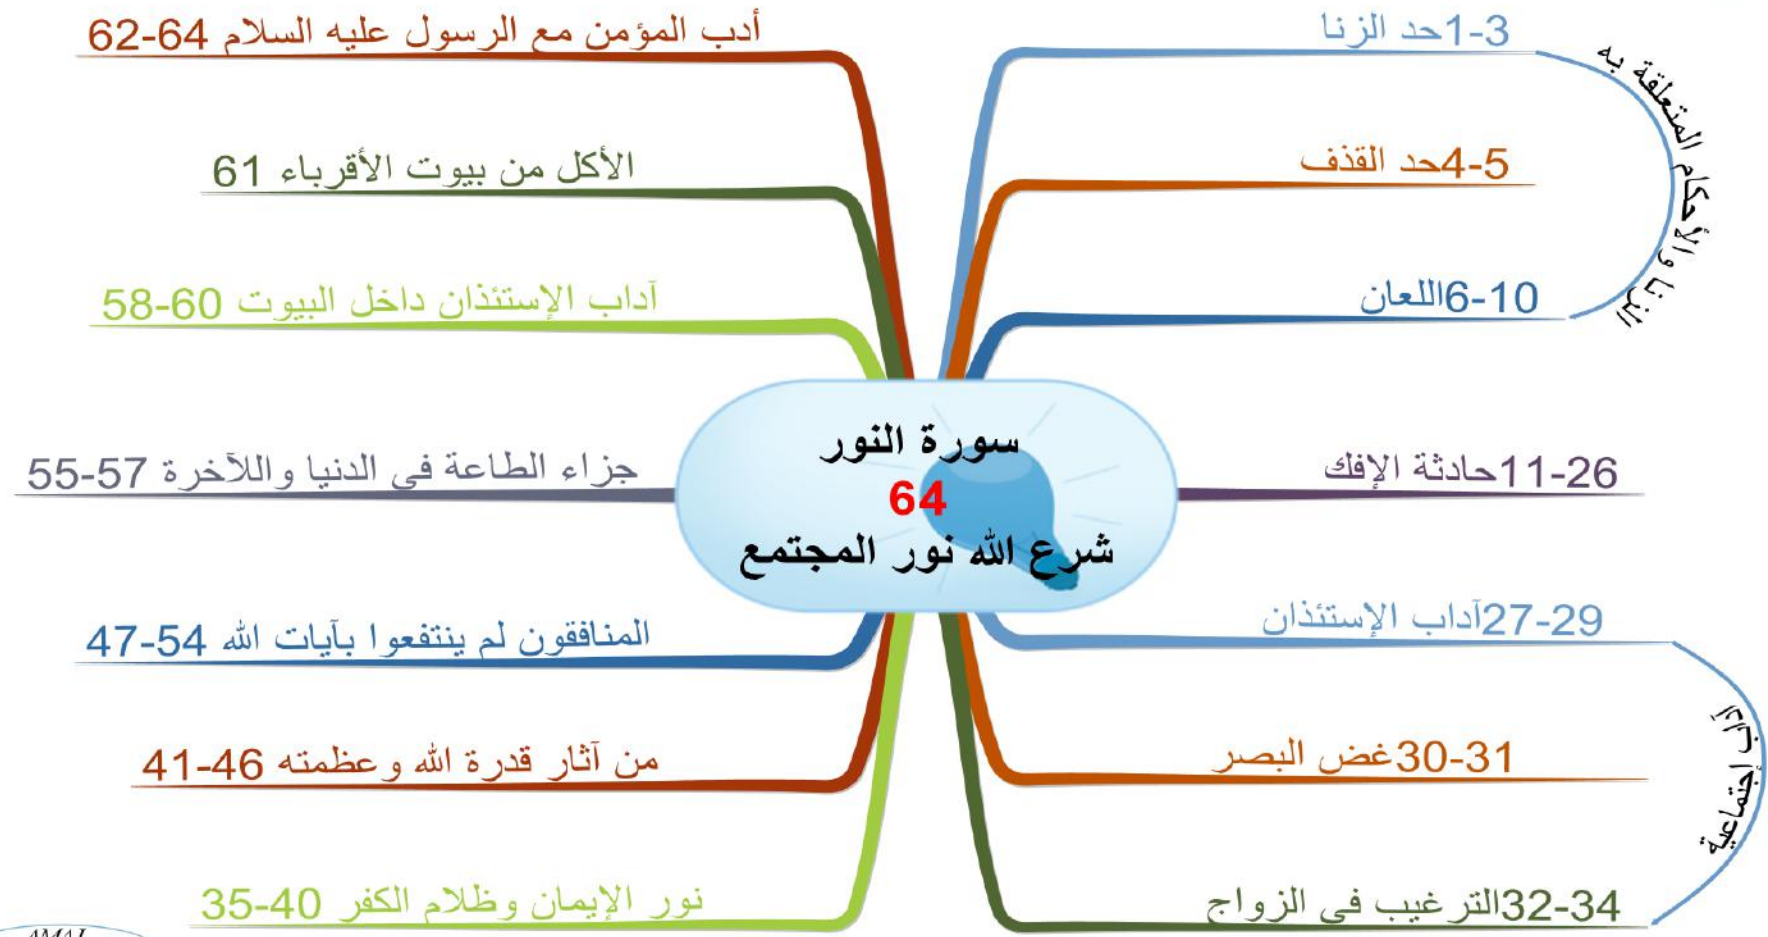 سورة النور
64
شرع الله نور المجتمع
1-3حد الزنا
4-5حد القذف
6-10اللعان
الزنا والأحكام المتعلقة به
11-26حادثة الإفك
27-29آداب الإستئذان
30-31غض البصر
32-34الترغيب في الزواج
آداب أجتماعية
نور الإيمان وظلام الكفر 35-40
من آثار قدرة الله وعظمته 41-46
المنافقون لم ينتفعوا بآيات الله 47-54
جزاء الطاعة في الدنيا واللآخرة 55-57
آداب الإستئذان داخل البيوت 58-60
الأكل من بيوت الأقرباء 61
أدب المؤمن مع الرسول عليه السلام 62-64
AMAL